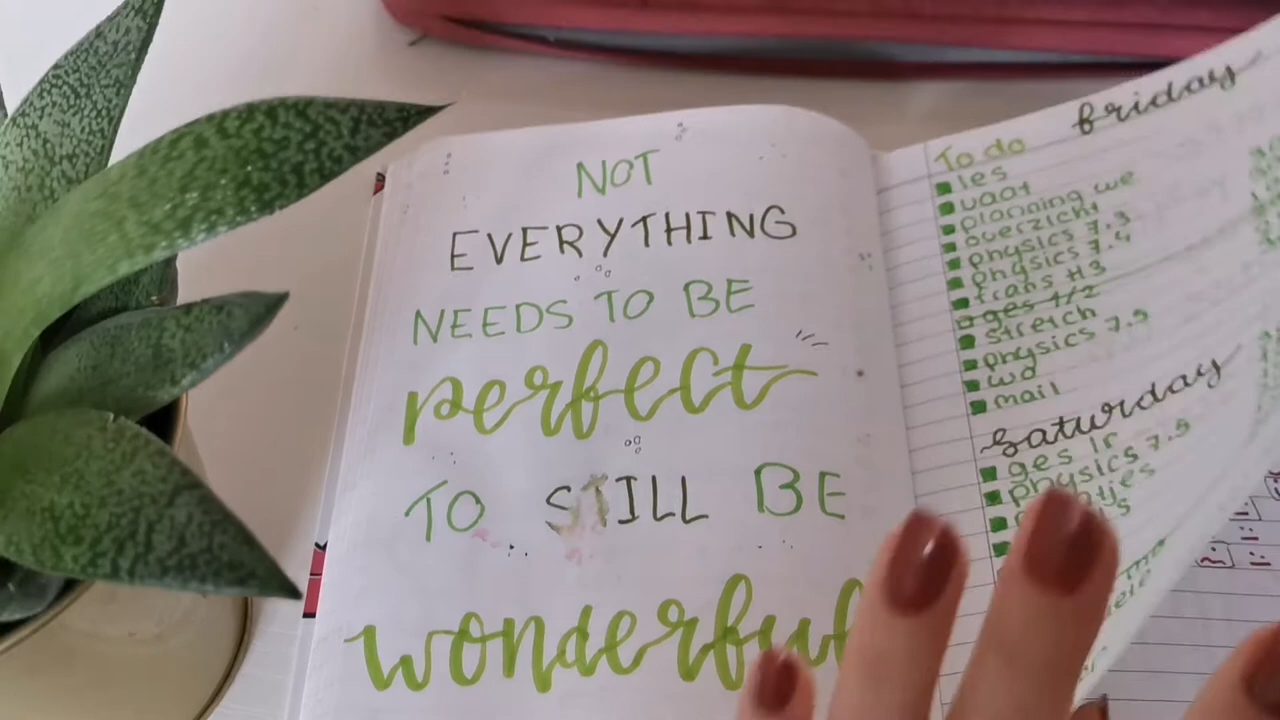 NOT
EVERYTHING
NEEDS TO BE
perfect
TO STILL BE
wonderful
friday
To do
les
planning we
overzicht
physics 7.3
physics 7.4
trans H3
ges 1/2
stretch
physics 7.5
wd
mail
saturday
ges lr
physics 7.5